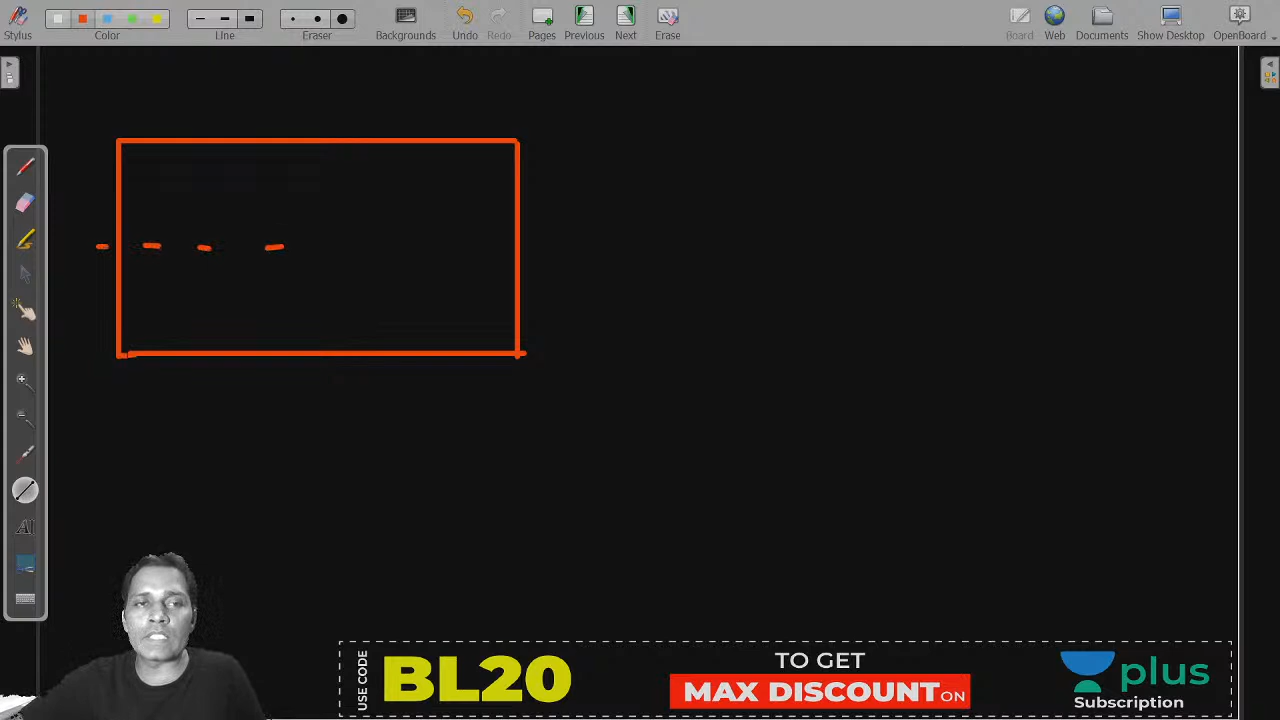 Stylus
Color
Line
Eraser
Backgrounds
Undo
Redo
Pages
Previous
Next
Erase
Board
Web
Documents
Show Desktop
OpenBoard
AI
USE CODE
BL20
TO GET
MAX DISCOUNT ON
plus
Subscription